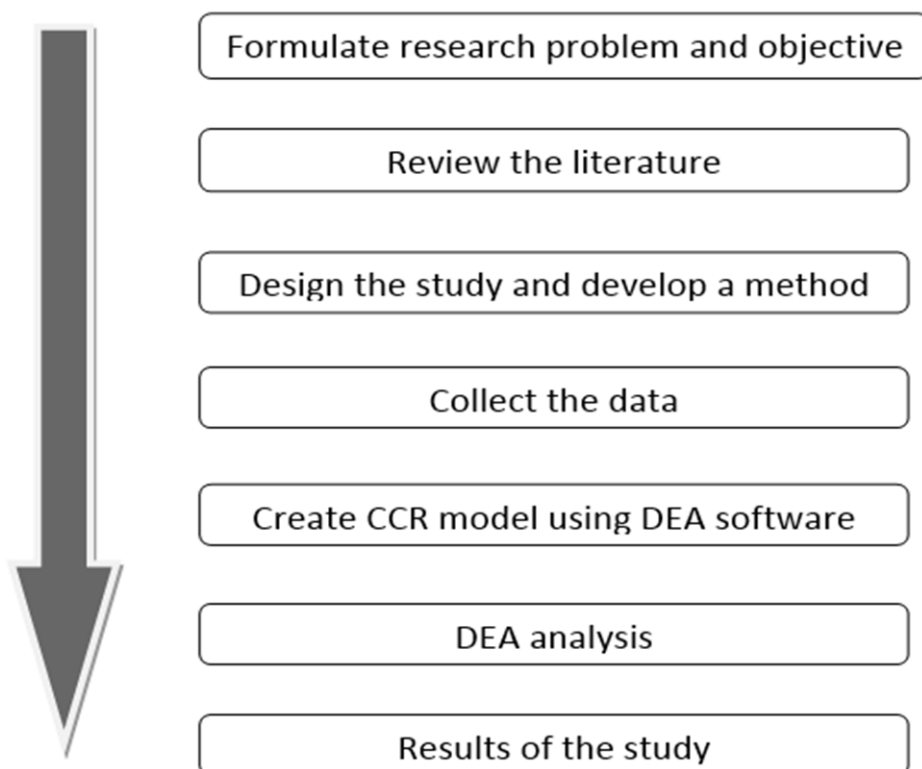 Formulate research problem and objective
Review the literature
Design the study and develop a method
Collect the data
Create CCR model using DEA software
DEA analysis
Results of the study